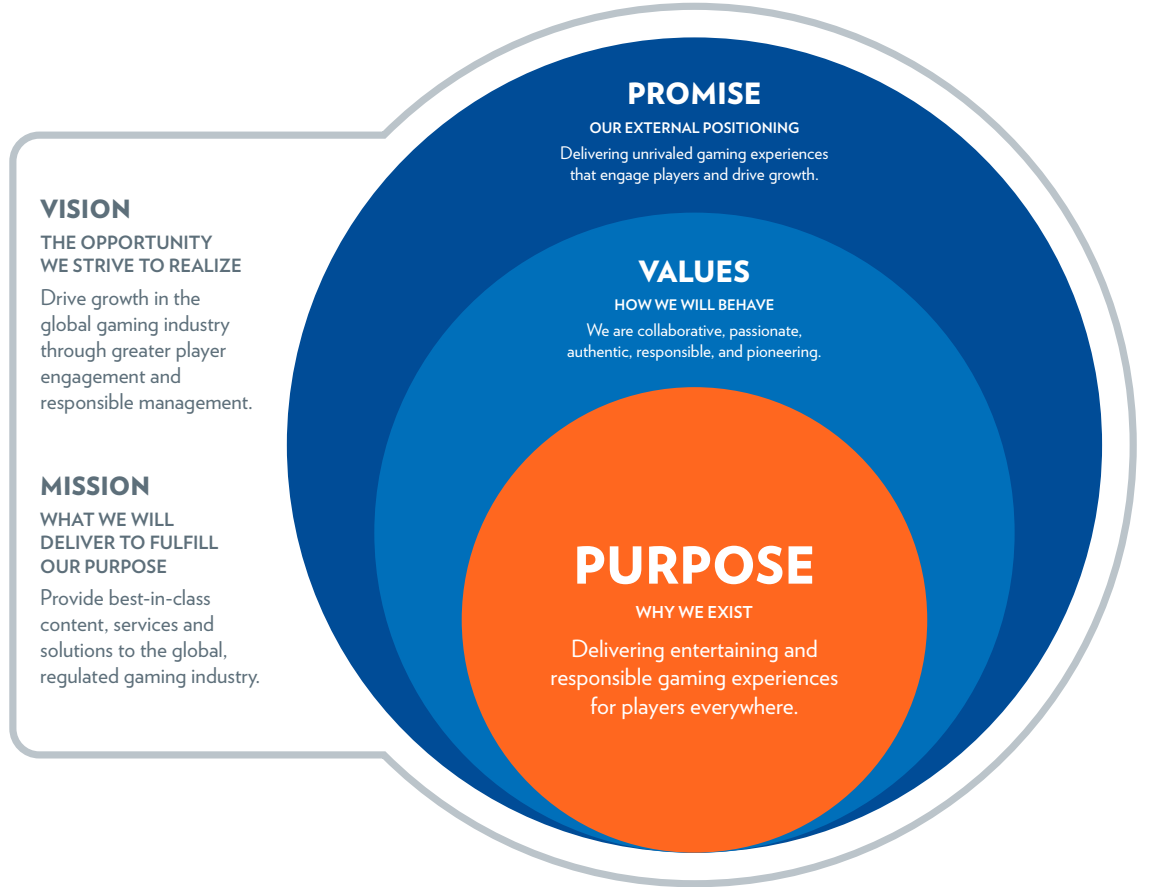 VISION
THE OPPORTUNITY
WE STRIVE TO REALIZE
Drive growth in the
global gaming industry
through greater player
engagement and
responsible management.
MISSION
WHAT WE WILL
DELIVER TO FULFILL
OUR PURPOSE
Provide best-in-class
content, services and
solutions to the global,
regulated gaming industry.
PROMISE
OUR EXTERNAL POSITIONING
Delivering unrivaled gaming experiences
that engage players and drive growth.
VALUES
HOW WE WILL BEHAVE
We are collaborative, passionate,
authentic, responsible, and pioneering.
PURPOSE
WHY WE EXIST
Delivering entertaining and
responsible gaming experiences
for players everywhere.